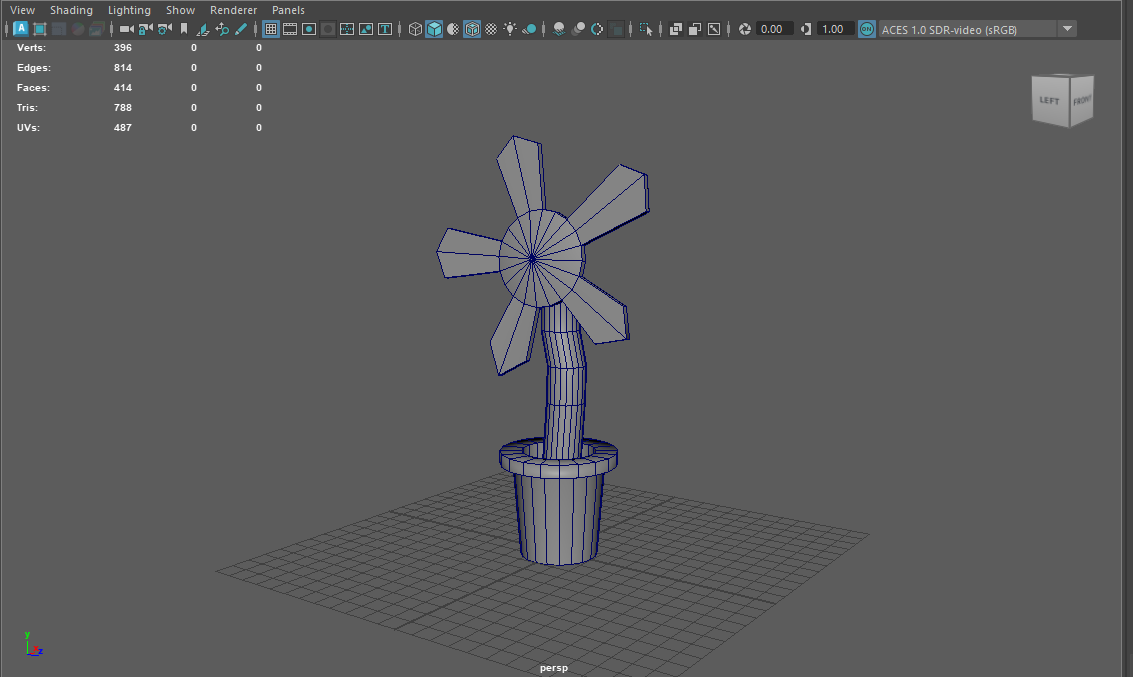 View Shading Lighting Show Renderer Panels
A 0.00 1.00 ON ACES 1.0 SDR-video (sRGB)
Verts: 396 0 0
Edges: 814 0 0
Faces: 414 0 0
Tris: 788 0 0
UVs: 487 0 0
LEFT FRONT
y
z
persp